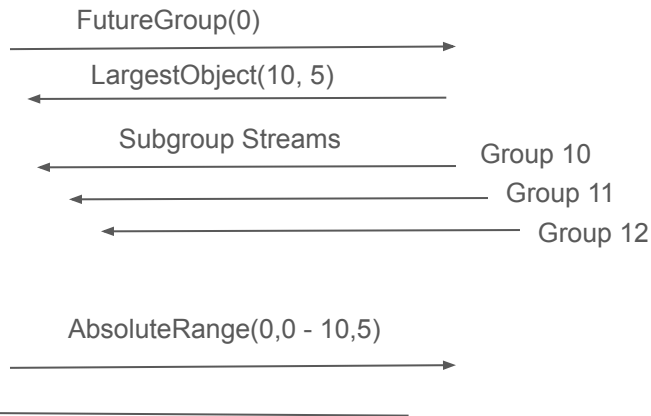 FutureGroup(0)
LargestObject(10, 5)
Subgroup Streams
Group 10
Group 11
Group 12
AbsoluteRange(0,0 - 10,5)